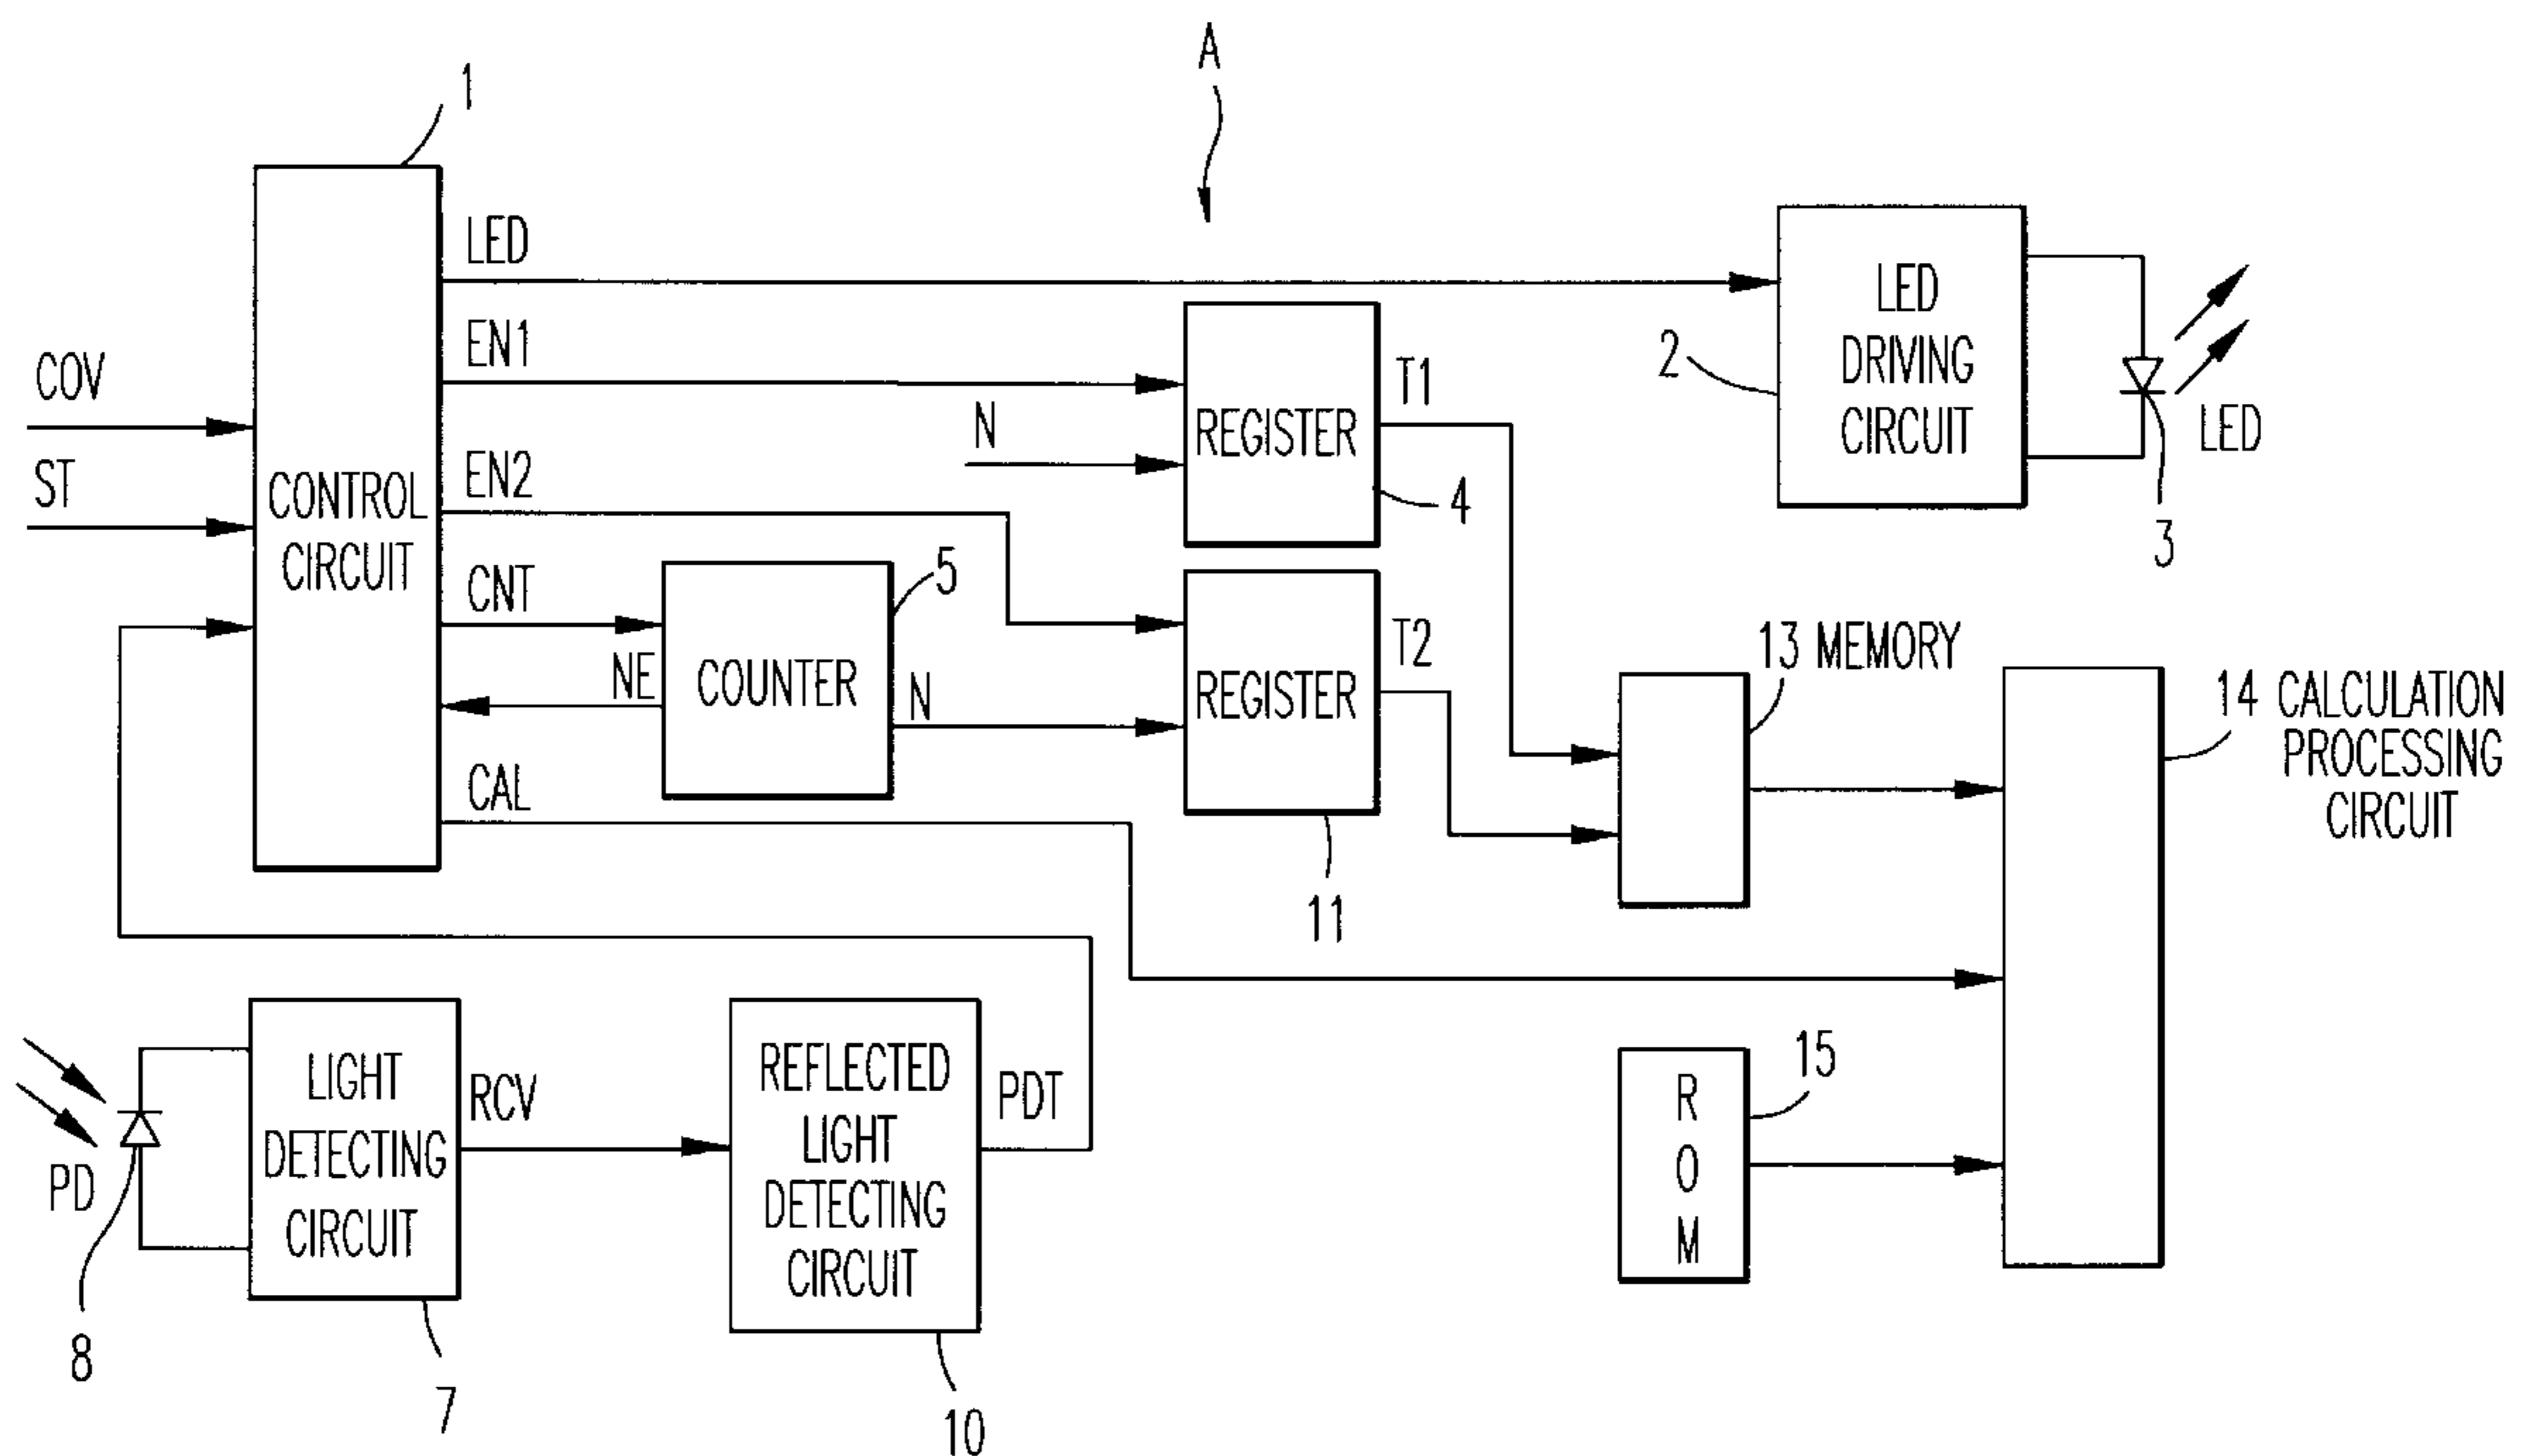 A
1
LED
LED
DRIVING
CIRCUIT
2
LED
3
EN1
COV
T1
REGISTER
N
4
EN2
ST
CONTROL
CIRCUIT
CNT
5
COUNTER
NE
N
REGISTER
T2
11
13 MEMORY
14 CALCULATION
PROCESSING
CIRCUIT
CAL
15
R
O
M
LIGHT
DETECTING
CIRCUIT
RCV
REFLECTED
LIGHT
DETECTING
CIRCUIT
PDT
PD
8
7
10